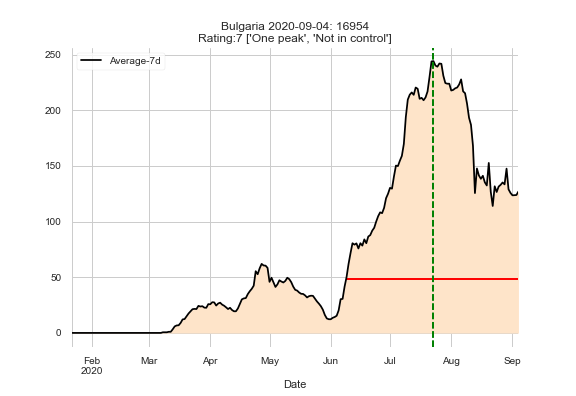 Bulgaria 2020-09-04: 16954
Rating:7 ['One peak', 'Not in control']
Average-7d
250
200
150
100
50
0
Feb
2020
Mar
Apr
May
Jun
Jul
Aug
Sep
Date